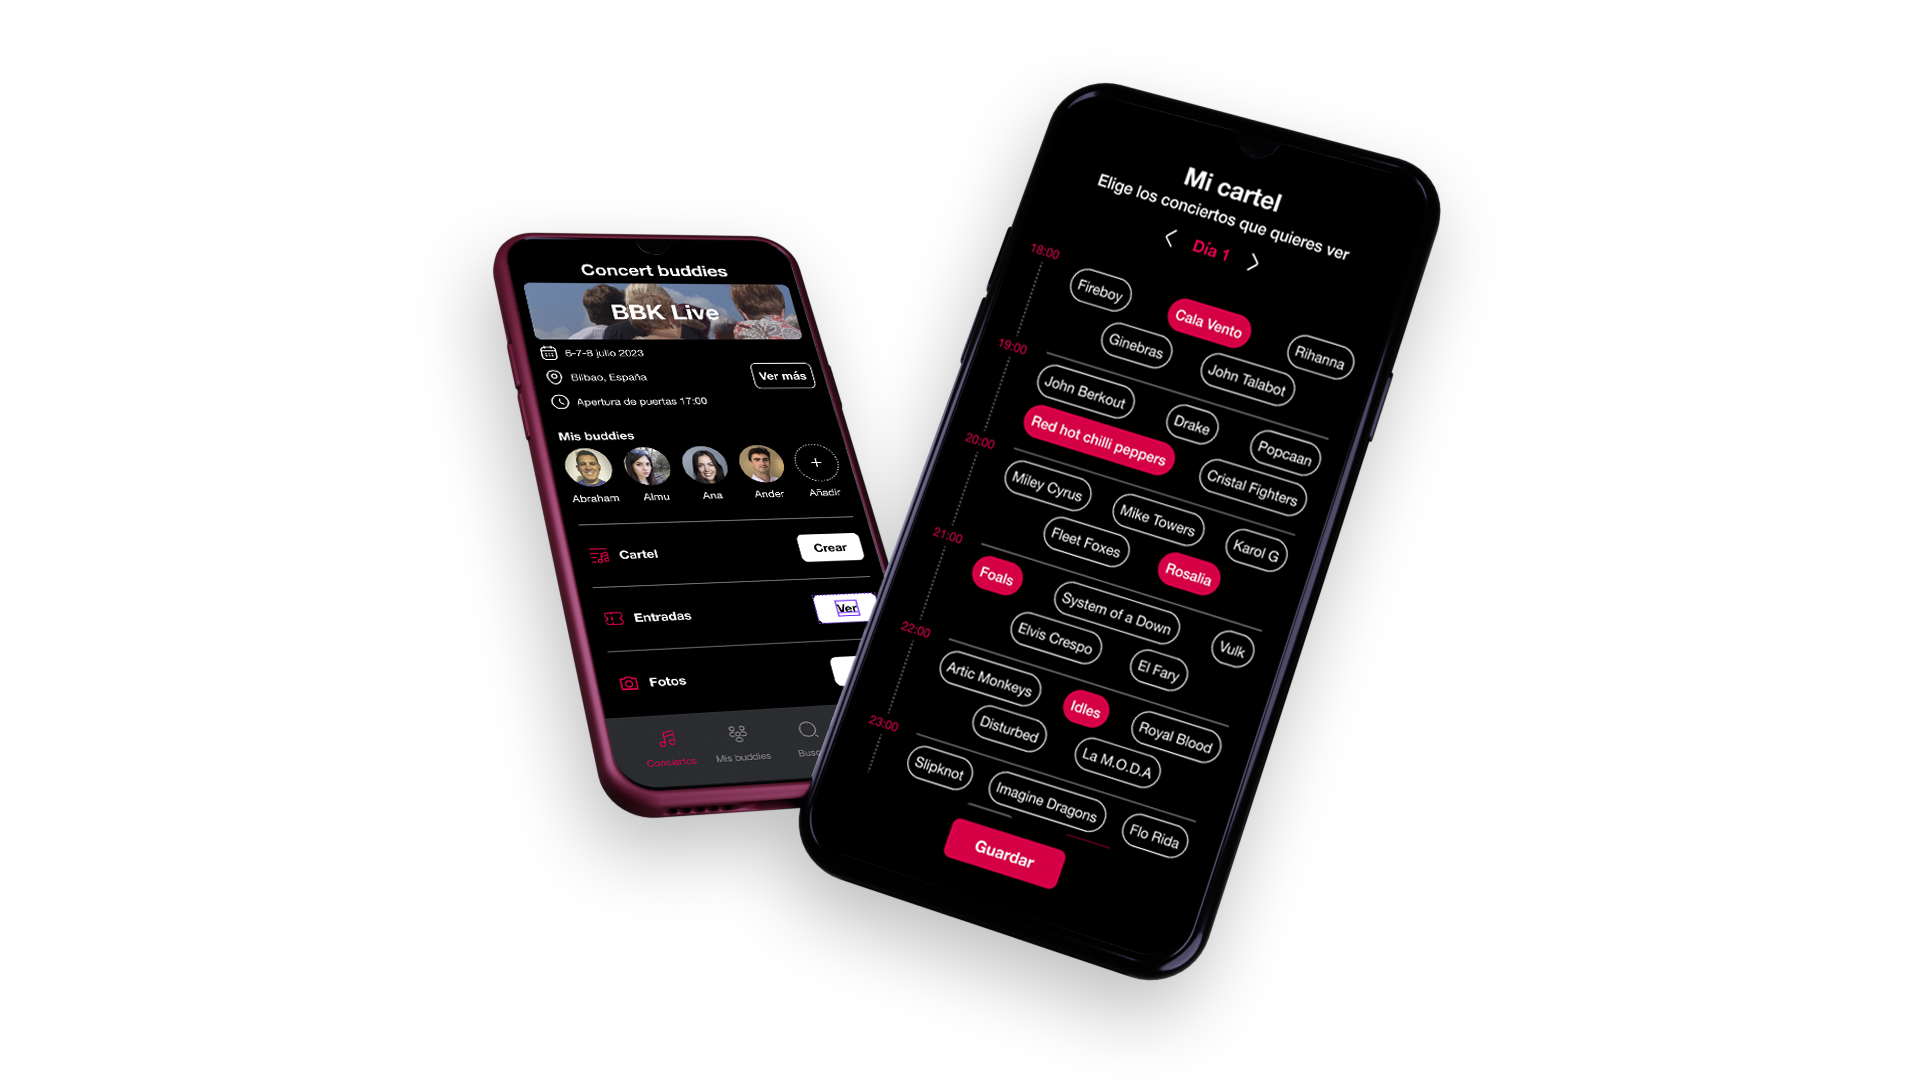 Concert buddies
BBK Live
6-7-8 julio 2023
Bilbao, España
Ver más
Apertura de puertas 17:00
Mis buddies
Abraham
Almu
Ana
Ander
Añadir
Cartel
Crear
Entradas
Ver
Fotos
Conciertos
Mis buddies
Mi cartel
Elige los conciertos que quieres ver
Día 1
18:00
Fireboy
Cala Vento
Rihanna
Ginebras
John Talabot
19:00
John Berkout
Drake
Popcaan
Red hot chilli peppers
Cristal Fighters
20:00
Miley Cyrus
Mike Towers
Karol G
Fleet Foxes
Rosalia
21:00
Foals
System of a Down
Vulk
Elvis Crespo
El Fary
22:00
Artic Monkeys
Idles
Royal Blood
Disturbed
La M.O.D.A
23:00
Slipknot
Imagine Dragons
Flo Rida
Guardar